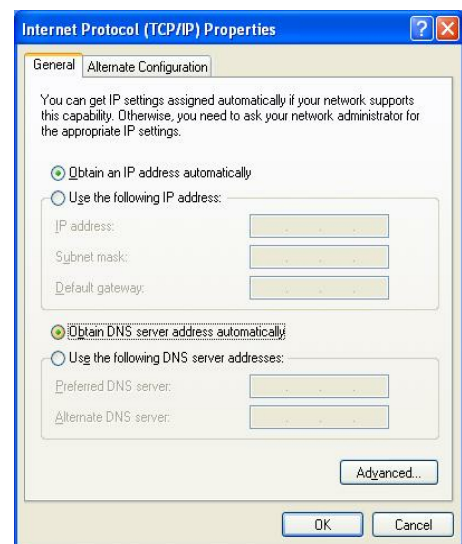 Internet Protocol (TCP/IP) Properties
General
Alternate Configuration
You can get IP settings assigned automatically if your network supports
this capability. Otherwise, you need to ask your network administrator for
the appropriate IP settings.
Obtain an IP address automatically
Use the following IP address:
IP address:
Subnet mask:
Default gateway:
Obtain DNS server address automatically
Use the following DNS server addresses:
Preferred DNS server:
Alternate DNS server:
Advanced...
OK
Cancel